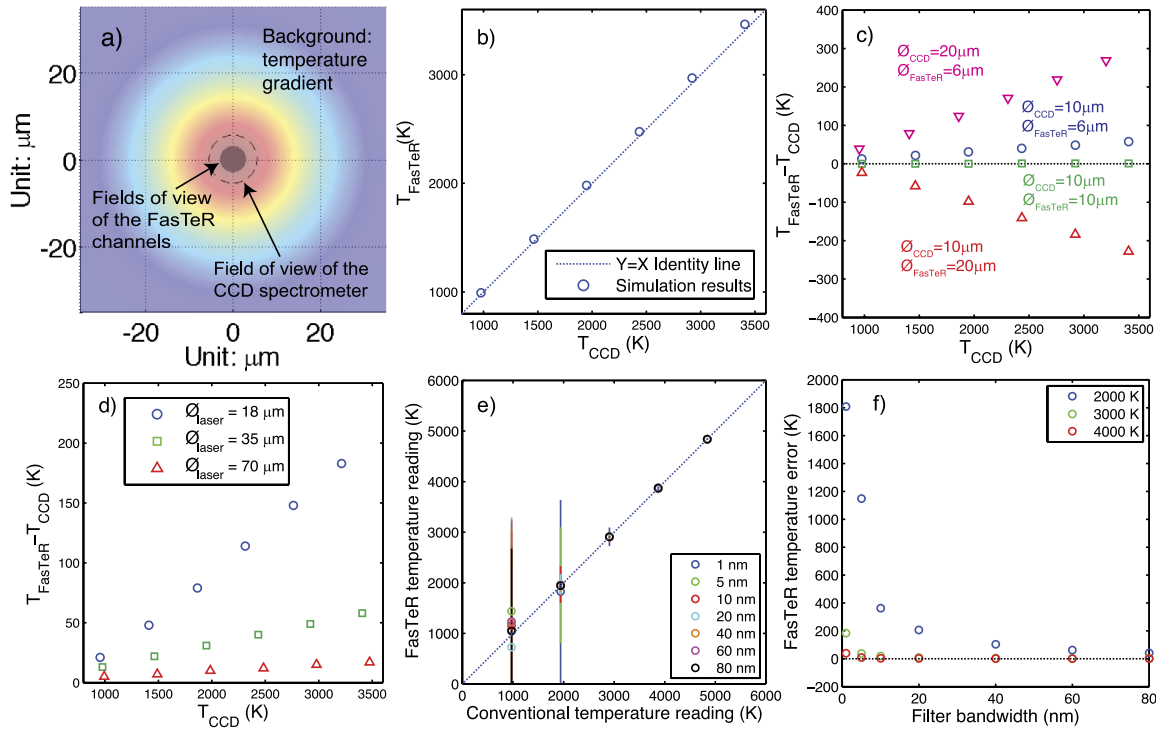 a)
Background:
temperature
gradient
20
0
-20
Unit: μm
Fields of view
of the FasTeR
channels
Field of view of the
CCD spectrometer
-20 0 20
Unit: μm
b)
3000
2000
1000
T_FasTeR (K)
Y=X Identity line
Simulation results
1000 1500 2000 2500 3000 3500
T_CCD (K)
c)
400
300
200
100
0
−100
−200
−300
−400
T_FasTeR−T_CCD (K)
Ø_CCD=20μm
Ø_FasTeR=6μm
Ø_CCD=10μm
Ø_FasTeR=6μm
Ø_CCD=10μm
Ø_FasTeR=10μm
Ø_CCD=10μm
Ø_FasTeR=20μm
1000 1500 2000 2500 3000 3500
T_CCD (K)
d)
250
200
150
100
50
0
T_FasTeR−T_CCD (K)
Ø_laser = 18 μm
Ø_laser = 35 μm
Ø_laser = 70 μm
1000 1500 2000 2500 3000 3500
T_CCD (K)
e)
6000
5000
4000
3000
2000
1000
0
FasTeR temperature reading (K)
1 nm
5 nm
10 nm
20 nm
40 nm
60 nm
80 nm
0 1000 2000 3000 4000 5000 6000
Conventional temperature reading (K)
f)
2000
1800
1600
1400
1200
1000
800
600
400
200
0
−200
FasTeR temperature error (K)
2000 K
3000 K
4000 K
0 20 40 60 80
Filter bandwidth (nm)